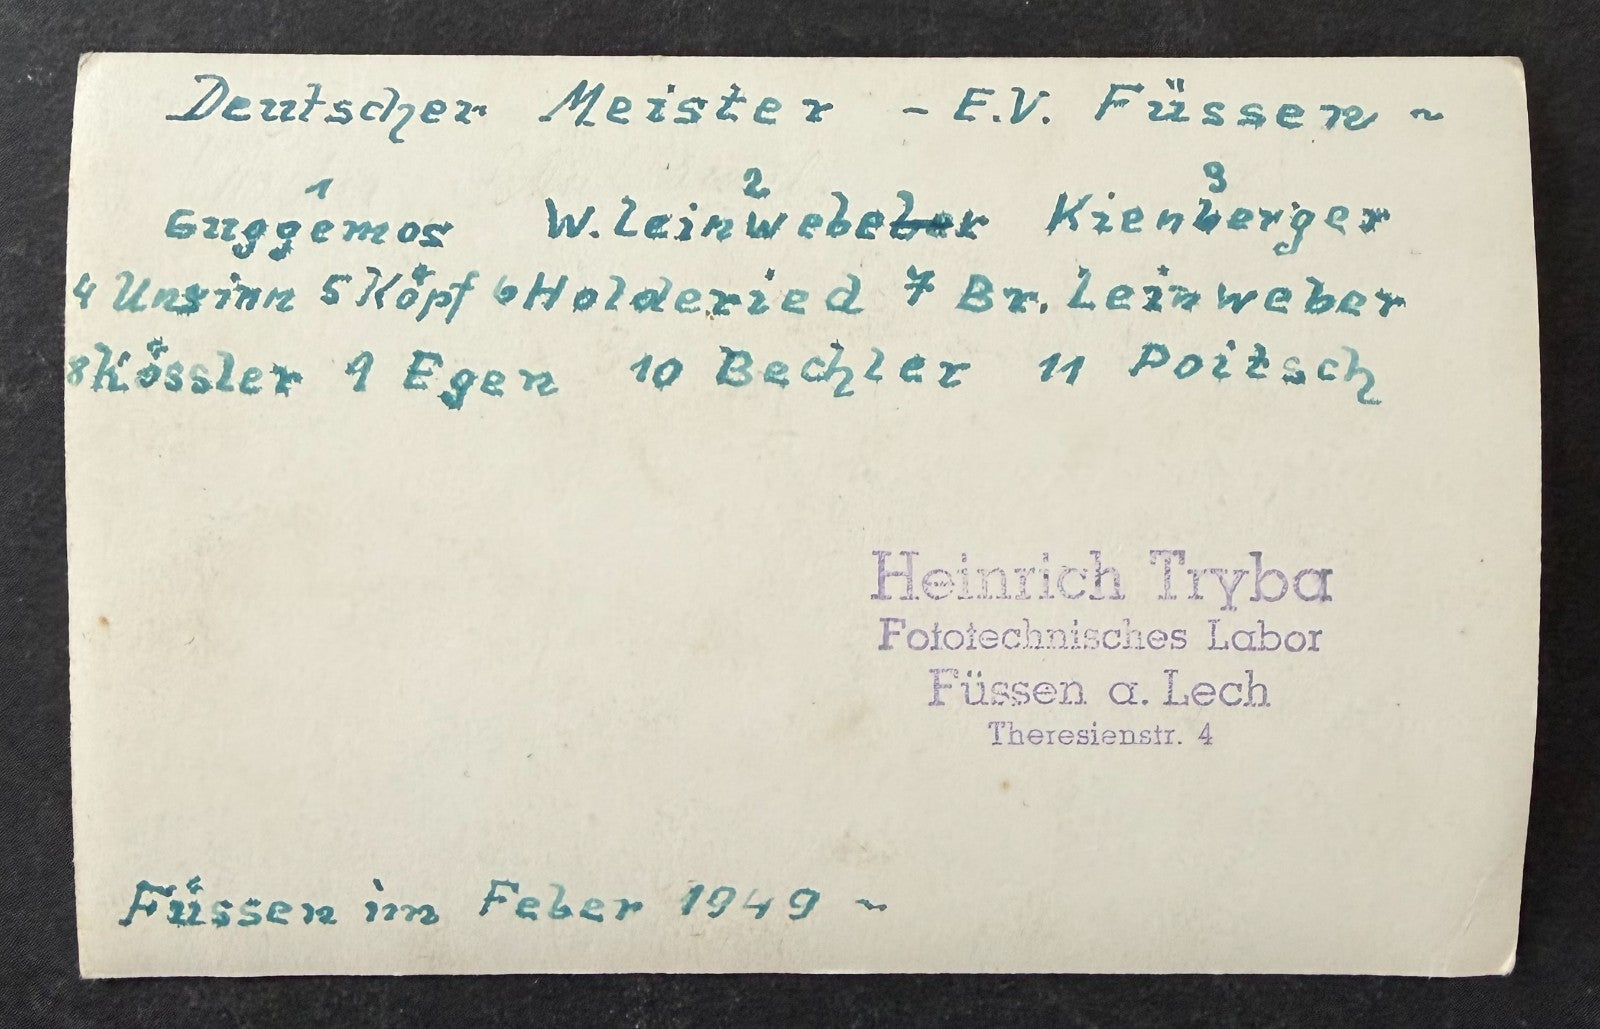 Deutscher Meister - E.V. Füssen ~
1 2 3
Guggemos W. Leinwebeber Kienberger
4 Unsinn 5 Köpf 6 Holderied 7 Br. Leinweber
8 Kössler 9 Egen 10 Bechler 11 Poitsch
Heinrich Tryba
Fototechnisches Labor
Füssen a. Lech
Theresienstr. 4
Füssen im Feber 1949 ~